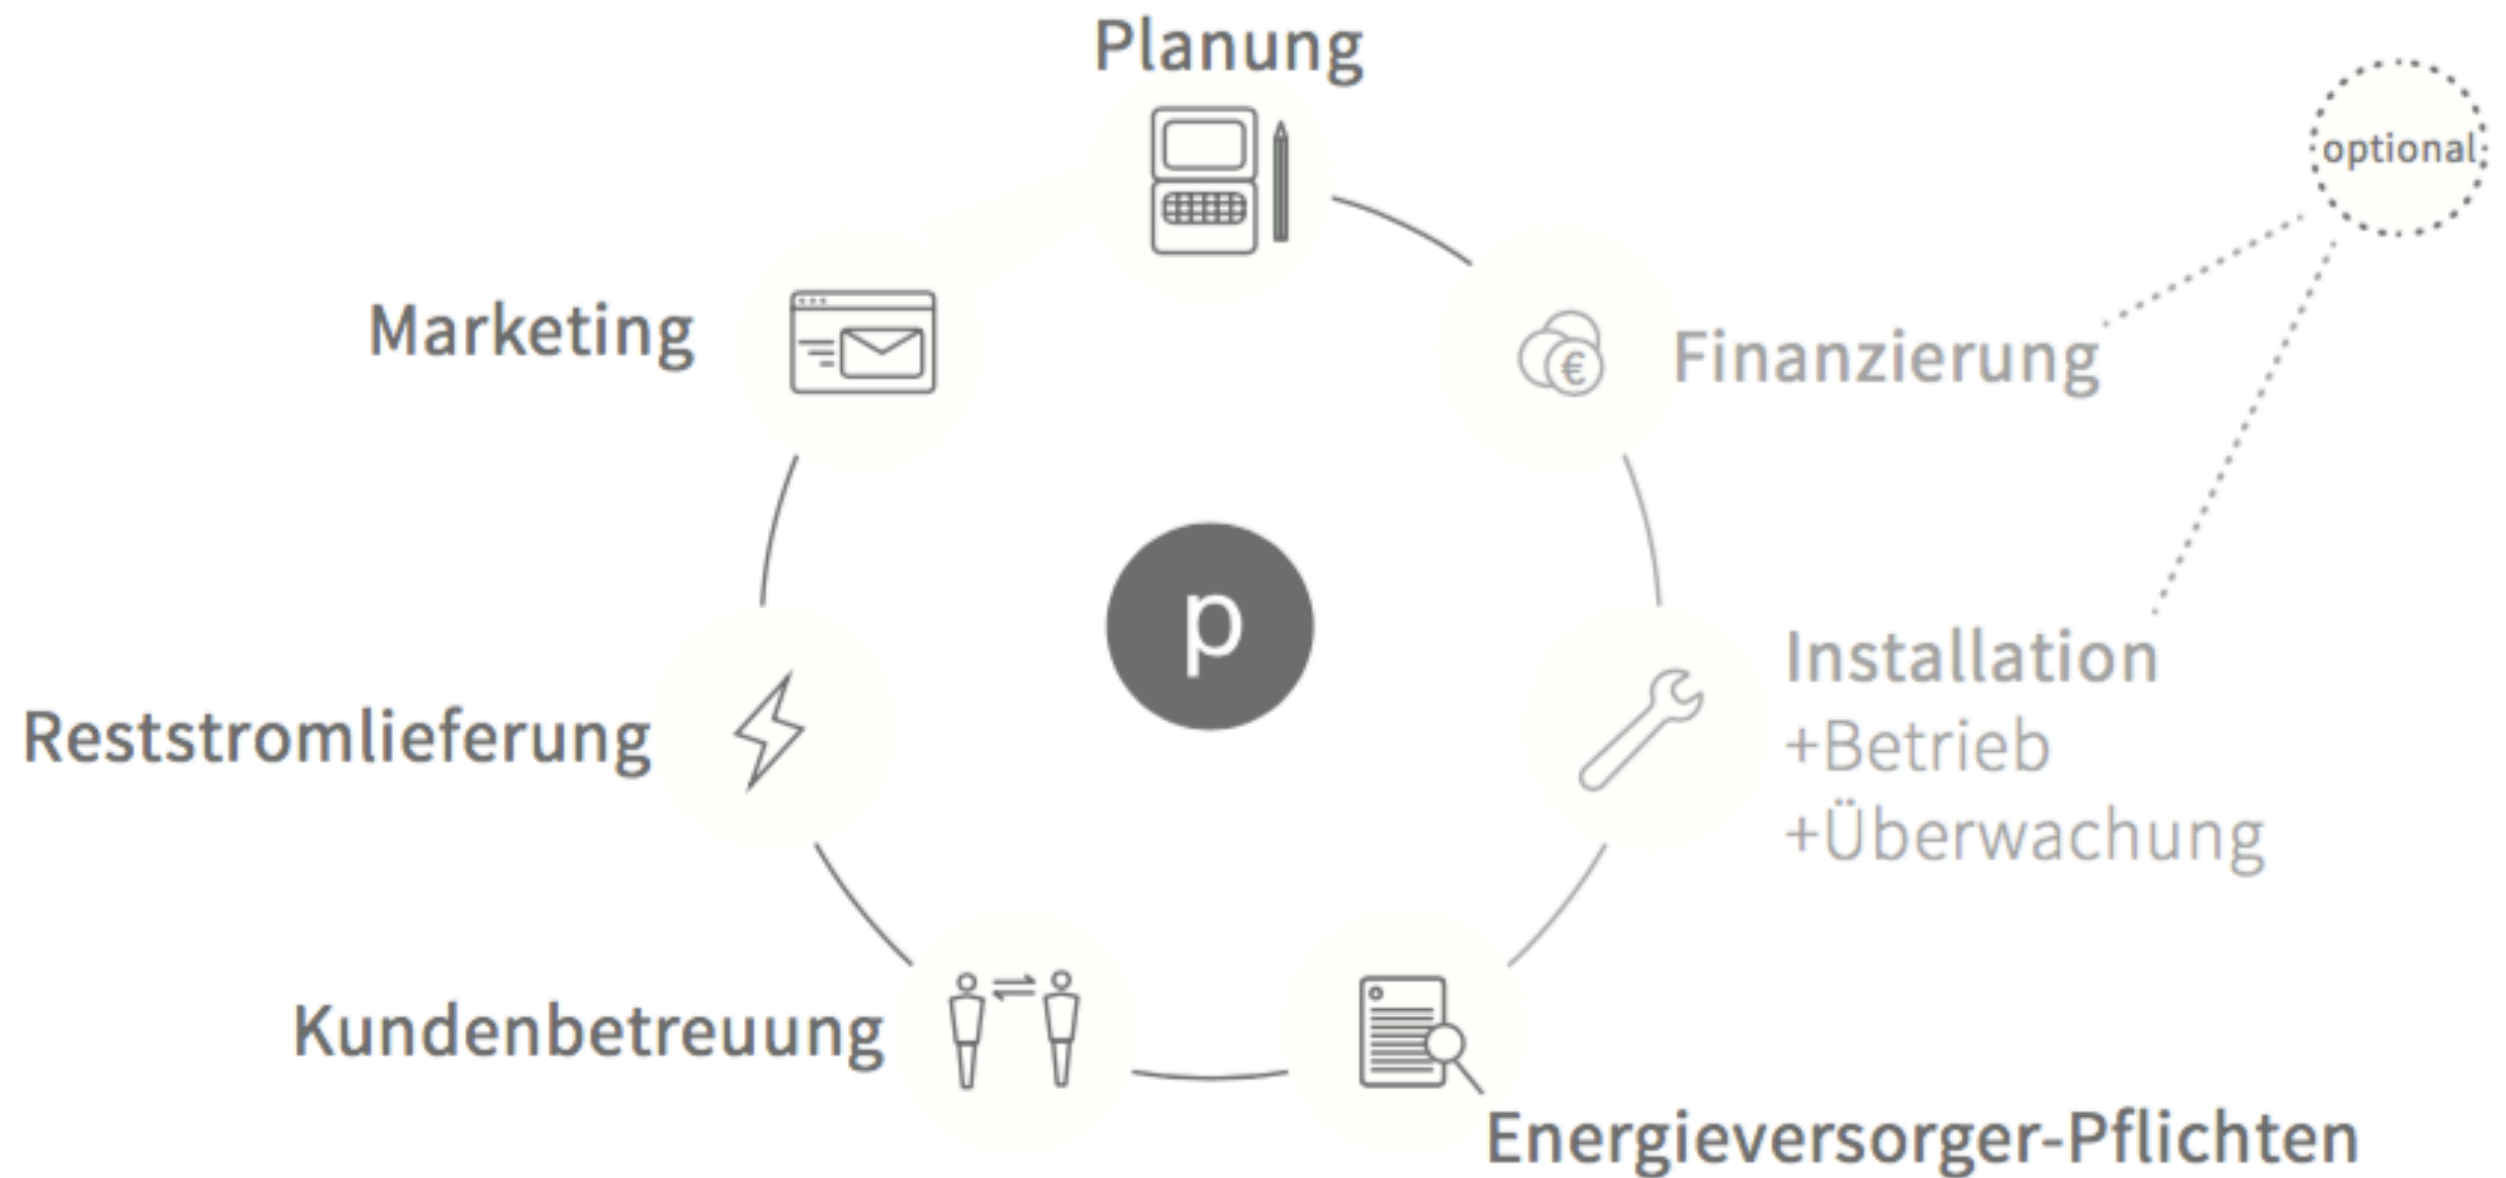 Planung
optional
Marketing
€
Finanzierung
p
Installation
+Betrieb
+Überwachung
Reststromlieferung
Kundenbetreuung
Energieversorger-Pflichten